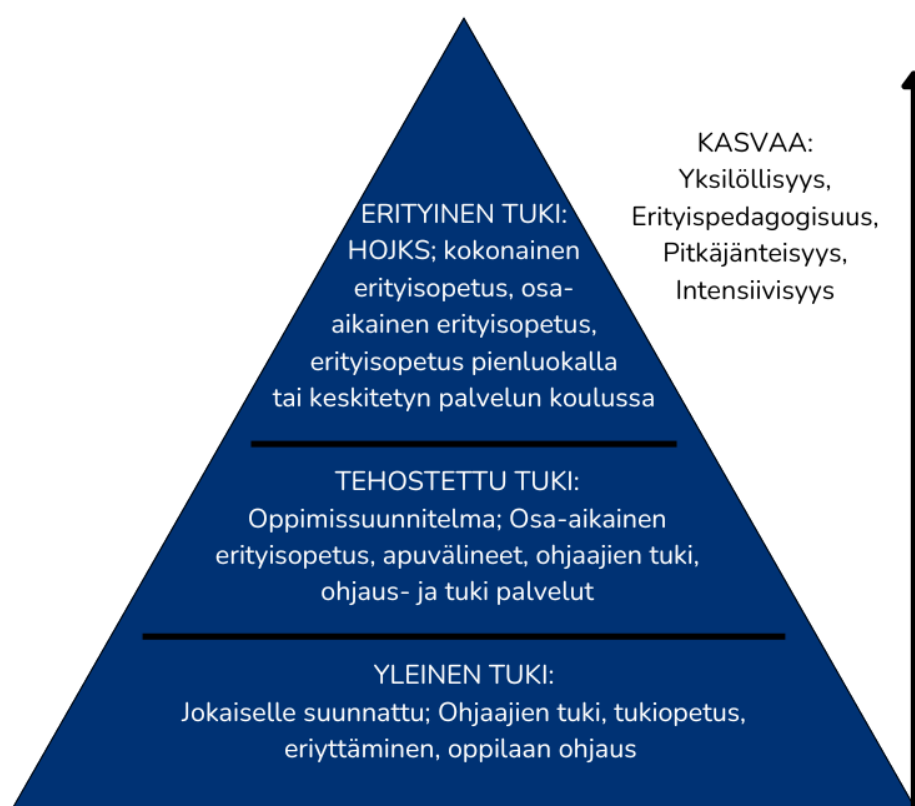 KASVAA:
Yksilöllisyys,
Erityispedagogisuus,
Pitkäjänteisyys,
Intensiivisyys
ERITYINEN TUKI:
HOJKS; kokonainen
erityisopetus, osa-
aikainen erityisopetus,
erityisopetus pienluokalla
tai keskitetyn palvelun koulussa
TEHOSTETTU TUKI:
Oppimissuunnitelma; Osa-aikainen
erityisopetus, apuvälineet, ohjaajien tuki,
ohjaus- ja tuki palvelut
YLEINEN TUKI:
Jokaiselle suunnattu; Ohjaajien tuki, tukiopetus,
eriyttäminen, oppilaan ohjaus